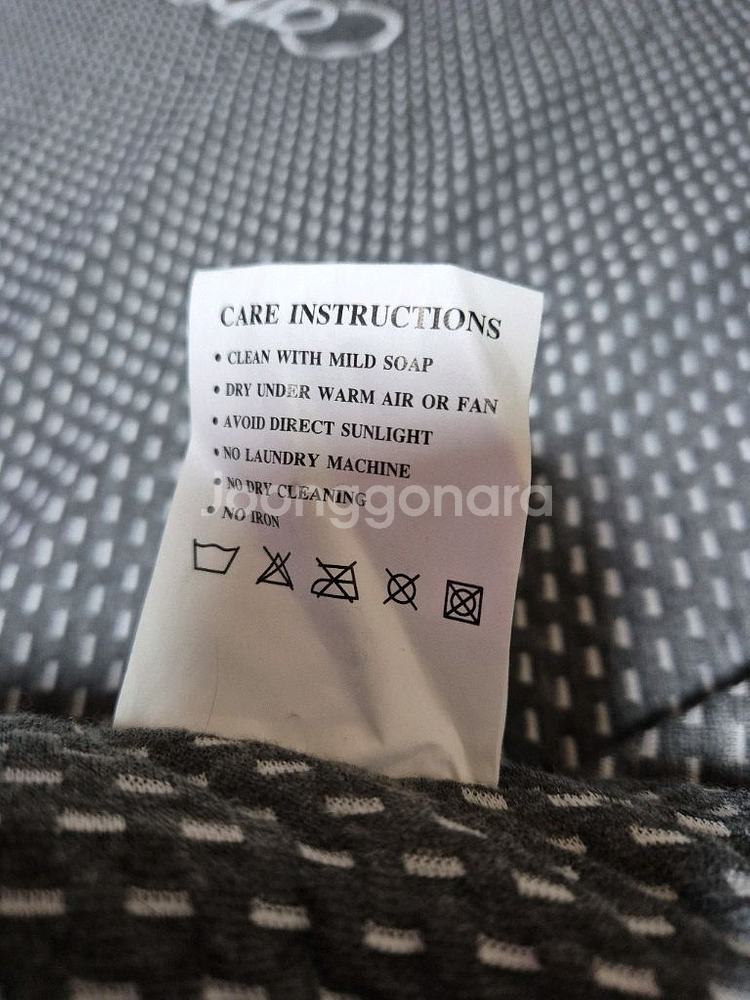 CARE INSTRUCTIONS
• CLEAN WITH MILD SOAP
• DRY UNDER WARM AIR OR FAN
• AVOID DIRECT SUNLIGHT
• NO LAUNDRY MACHINE
• NO DRY CLEANING
• NO IRON
Joonggonara